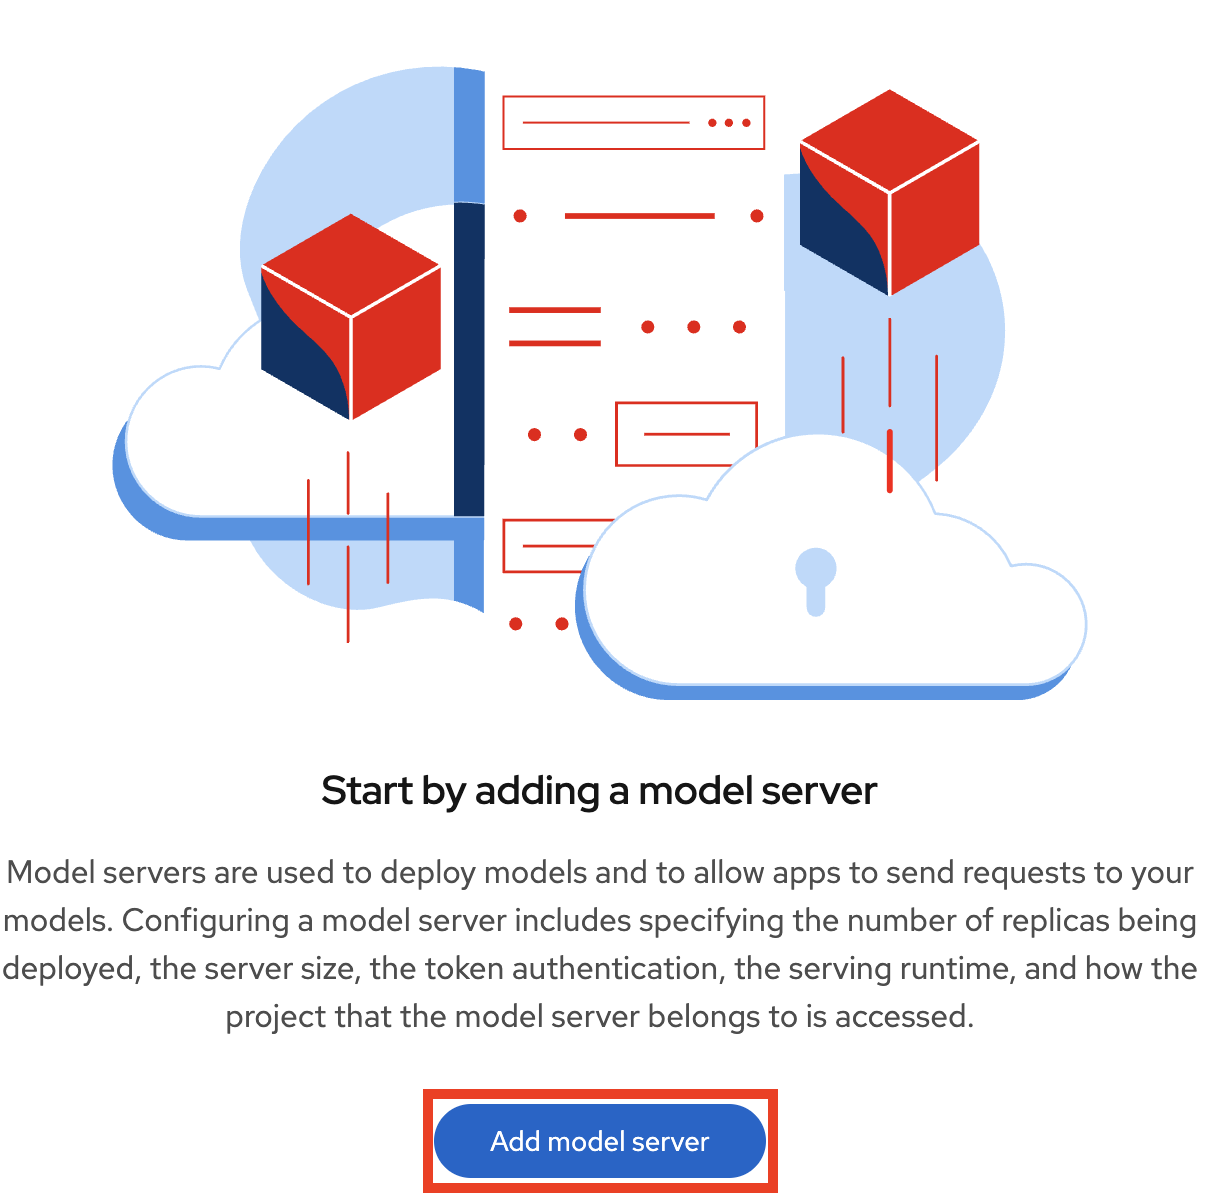 Start by adding a model server
Model servers are used to deploy models and to allow apps to send requests to your
models. Configuring a model server includes specifying the number of replicas being
deployed, the server size, the token authentication, the serving runtime, and how the
project that the model server belongs to is accessed.
Add model server